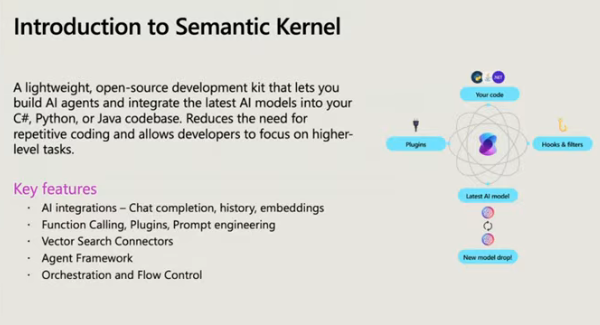 Introduction to Semantic Kernel
A lightweight, open-source development kit that lets you
build AI agents and integrate the latest AI models into your
C#, Python, or Java codebase. Reduces the need for
repetitive coding and allows developers to focus on higher-
level tasks.
Key features
· AI integrations – Chat completion, history, embeddings
· Function Calling, Plugins, Prompt engineering
· Vector Search Connectors
· Agent Framework
· Orchestration and Flow Control
Your code
Plugins
Hooks & filters
Latest AI model
New model drop!